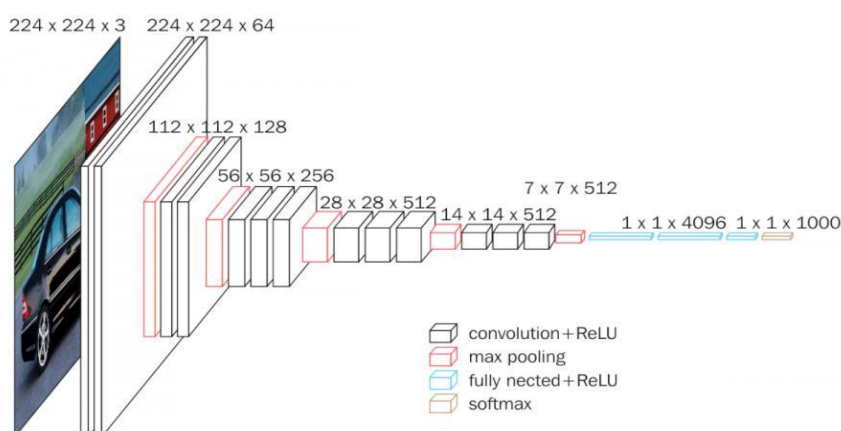 224 x 224 x 3
224 x 224 x 64
112 x 112 x 128
56 x 56 x 256
28 x 28 x 512
14 x 14 x 512
7 x 7 x 512
1 x 1 x 4096
1 x 1 x 1000
convolution+ReLU
max pooling
fully nected+ReLU
softmax